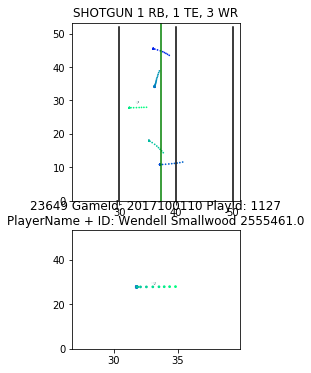 SHOTGUN 1 RB, 1 TE, 3 WR
50
40
30
20
10
0
30 40 50
23649 GameId: 2017100110 PlayId: 1127
PlayerName + ID: Wendell Smallwood 2555461.0
40
20
0
30 35